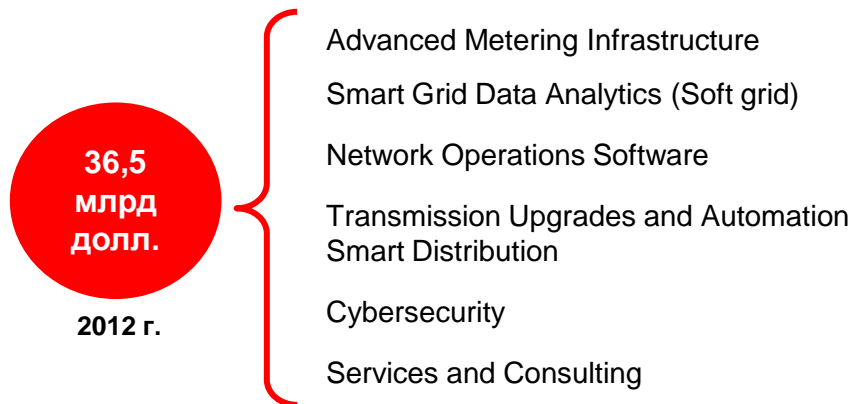 36,5
млрд
долл.
2012 г.
Advanced Metering Infrastructure
Smart Grid Data Analytics (Soft grid)
Network Operations Software
Transmission Upgrades and Automation
Smart Distribution
Cybersecurity
Services and Consulting